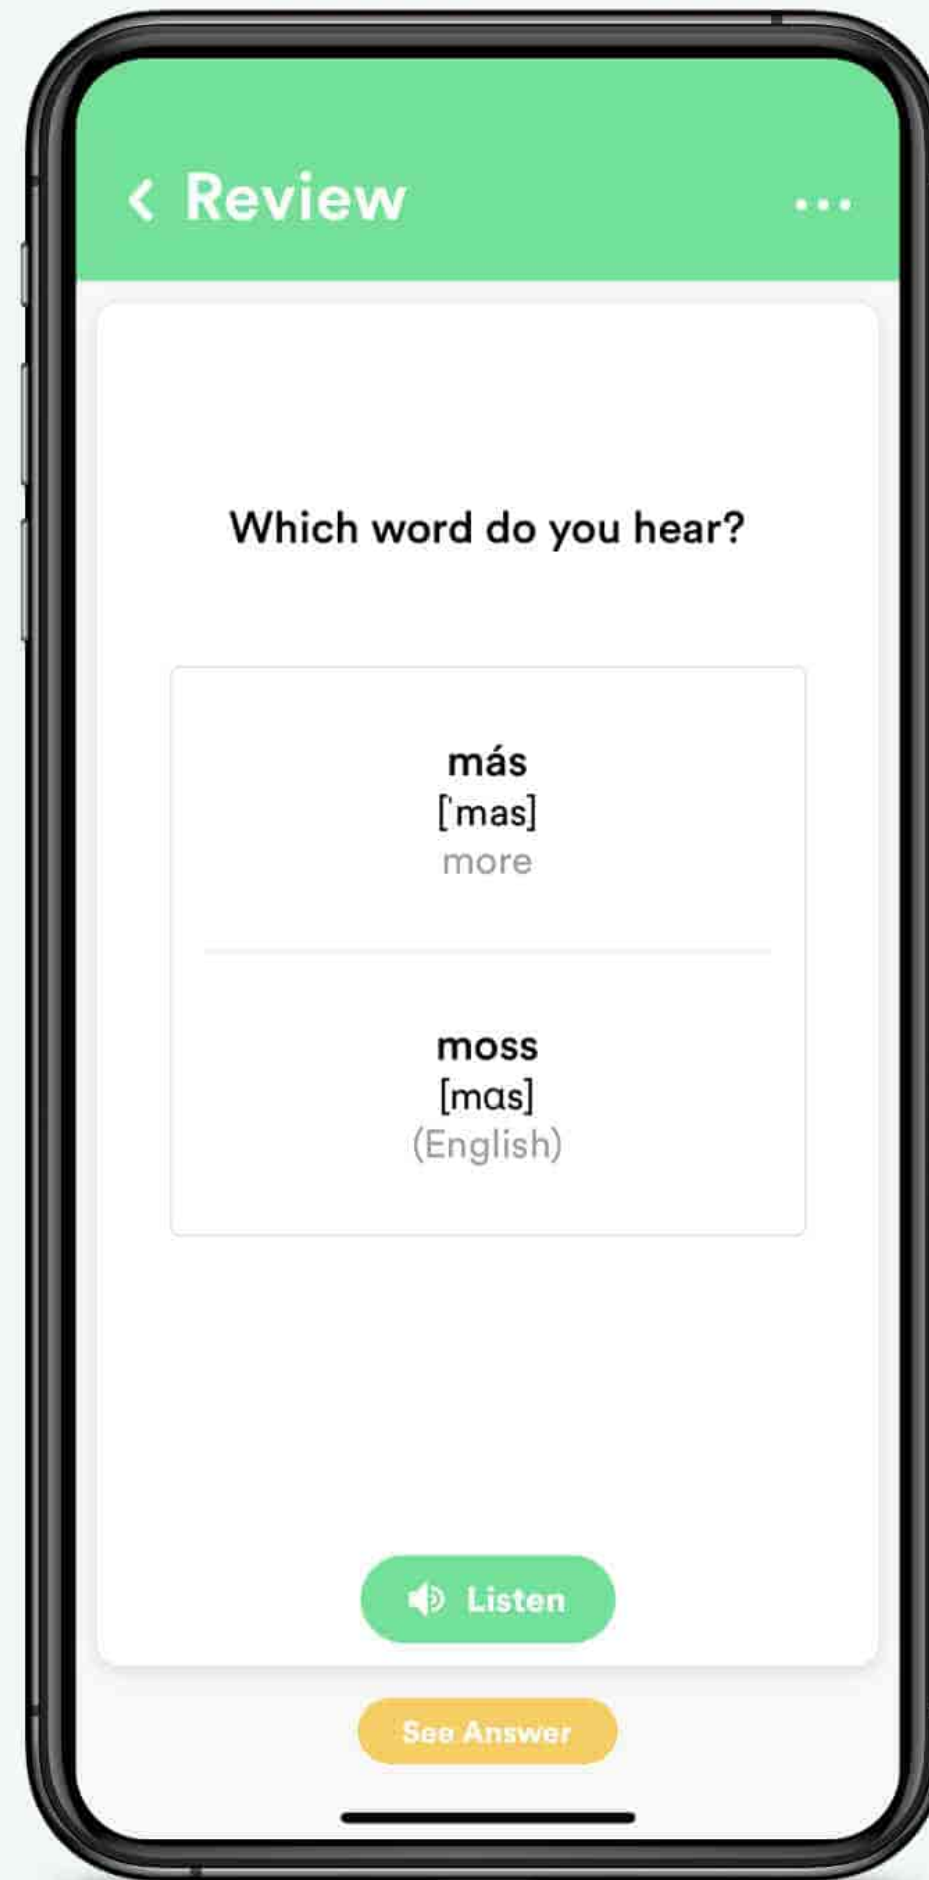 Review
Which word do you hear?
más
[ˈmas]
more
moss
[mɑs]
(English)
Listen
See Answer